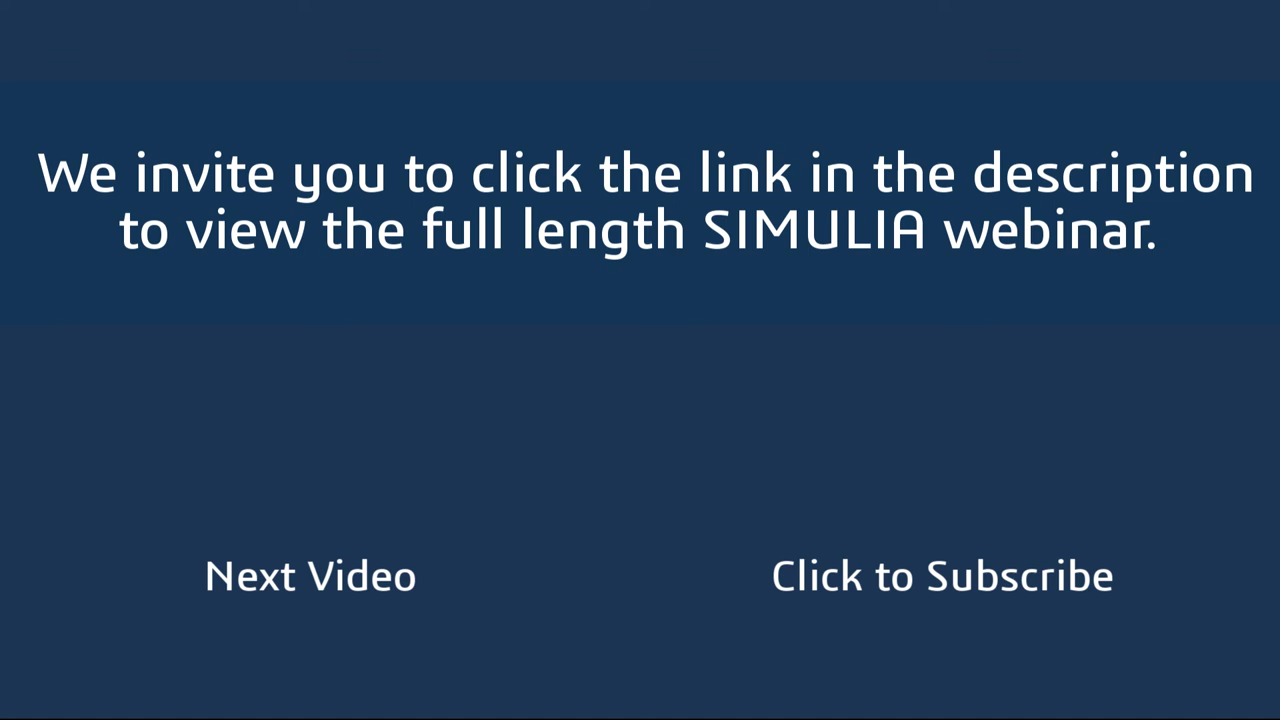 We invite you to click the link in the description
to view the full length SIMULIA webinar.
Next Video
Click to Subscribe